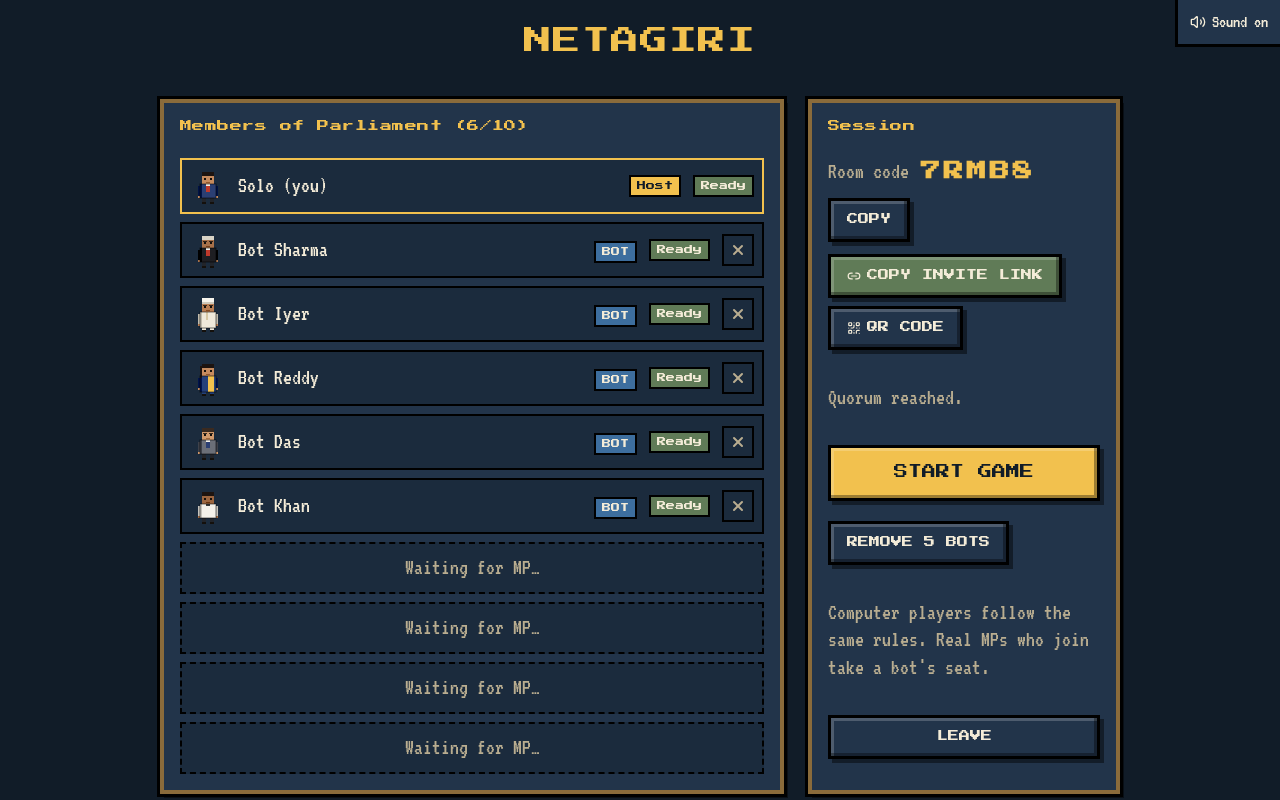 Sound on
NETAGIRI
Members of Parliament (6/10)
Solo (you) Host Ready
Bot Sharma BOT Ready
Bot Iyer BOT Ready
Bot Reddy BOT Ready
Bot Das BOT Ready
Bot Khan BOT Ready
Waiting for MP…
Waiting for MP…
Waiting for MP…
Waiting for MP…
Session
Room code 7RMB8
COPY
COPY INVITE LINK
QR CODE
Quorum reached.
START GAME
REMOVE 5 BOTS
Computer players follow the
same rules. Real MPs who join
take a bot's seat.
LEAVE